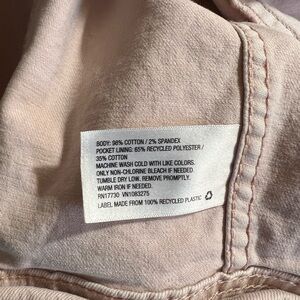 BODY: 98% COTTON / 2% SPANDEX
POCKET LINING: 65% RECYCLED POLYESTER /
35% COTTON
MACHINE WASH COLD WITH LIKE COLORS.
ONLY NON-CHLORINE BLEACH IF NEEDED.
TUMBLE DRY LOW. REMOVE PROMPTLY.
WARM IRON IF NEEDED.
RN17730 VN1083275
LABEL MADE FROM 100% RECYCLED PLASTIC